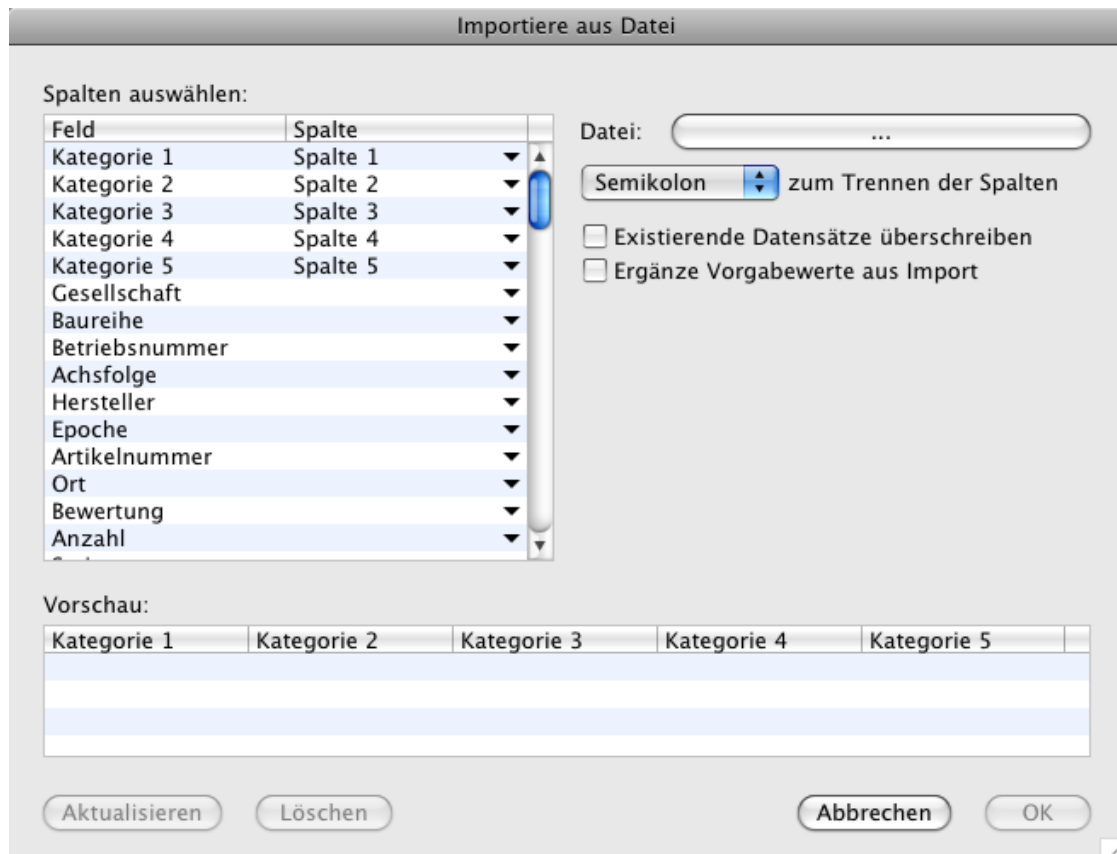 Importiere aus Datei
Spalten auswählen:
Feld Spalte
Kategorie 1 Spalte 1
Kategorie 2 Spalte 2
Kategorie 3 Spalte 3
Kategorie 4 Spalte 4
Kategorie 5 Spalte 5
Gesellschaft
Baureihe
Betriebsnummer
Achsfolge
Hersteller
Epoche
Artikelnummer
Ort
Bewertung
Anzahl
Datei: ...
Semikolon zum Trennen der Spalten
Existierende Datensätze überschreiben
Ergänze Vorgabewerte aus Import
Vorschau:
Kategorie 1 Kategorie 2 Kategorie 3 Kategorie 4 Kategorie 5
Aktualisieren Löschen Abbrechen OK